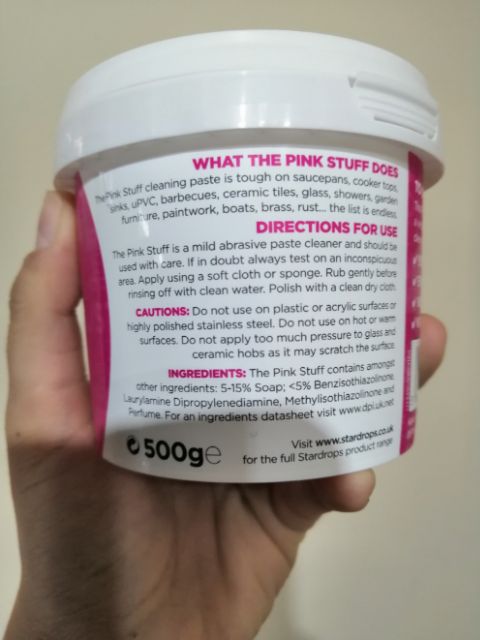 WHAT THE PINK STUFF DOES
The Pink Stuff cleaning paste is tough on saucepans, cooker tops,
sinks, uPVC, barbecues, ceramic tiles, glass, showers, garden
furniture, paintwork, boats, brass, rust... the list is endless.
DIRECTIONS FOR USE
The Pink Stuff is a mild abrasive paste cleaner and should be
used with care. If in doubt always test on an inconspicuous
area. Apply using a soft cloth or sponge. Rub gently before
rinsing off with clean water. Polish with a clean dry cloth.
CAUTIONS: Do not use on plastic or acrylic surfaces or
highly polished stainless steel. Do not use on hot or warm
surfaces. Do not apply too much pressure to glass and
ceramic hobs as it may scratch the surface.
INGREDIENTS: The Pink Stuff contains amongst
other ingredients: 5-15% Soap; <5% Benzisothiazolinone,
Laurylamine Dipropylenediamine, Methylisothiazolinone and
Perfume. For an ingredients datasheet visit www.dpi.uk.net
500g℮
Visit www.stardrops.co.uk
for the full Stardrops product range